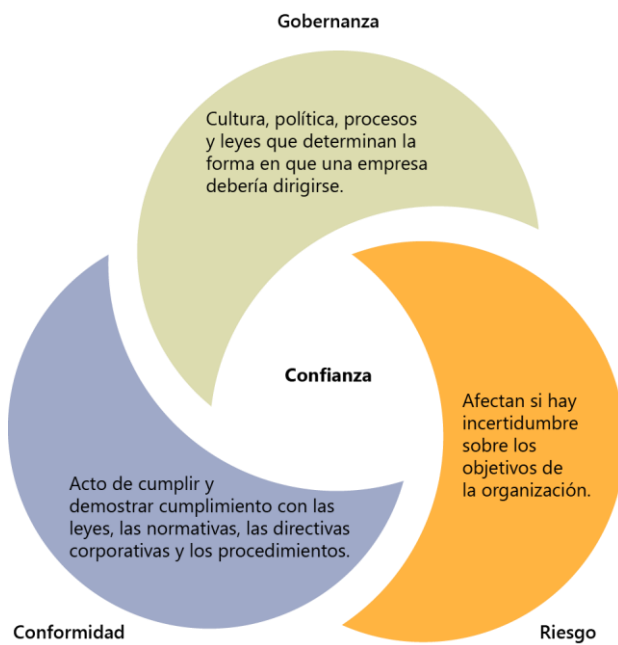 Gobernanza
Cultura, política, procesos
y leyes que determinan la
forma en que una empresa
debería dirigirse.
Confianza
Afectan si hay
incertidumbre
sobre los
objetivos de
la organización.
Acto de cumplir y
demostrar cumplimiento con las
leyes, las normativas, las directivas
corporativas y los procedimientos.
Conformidad
Riesgo